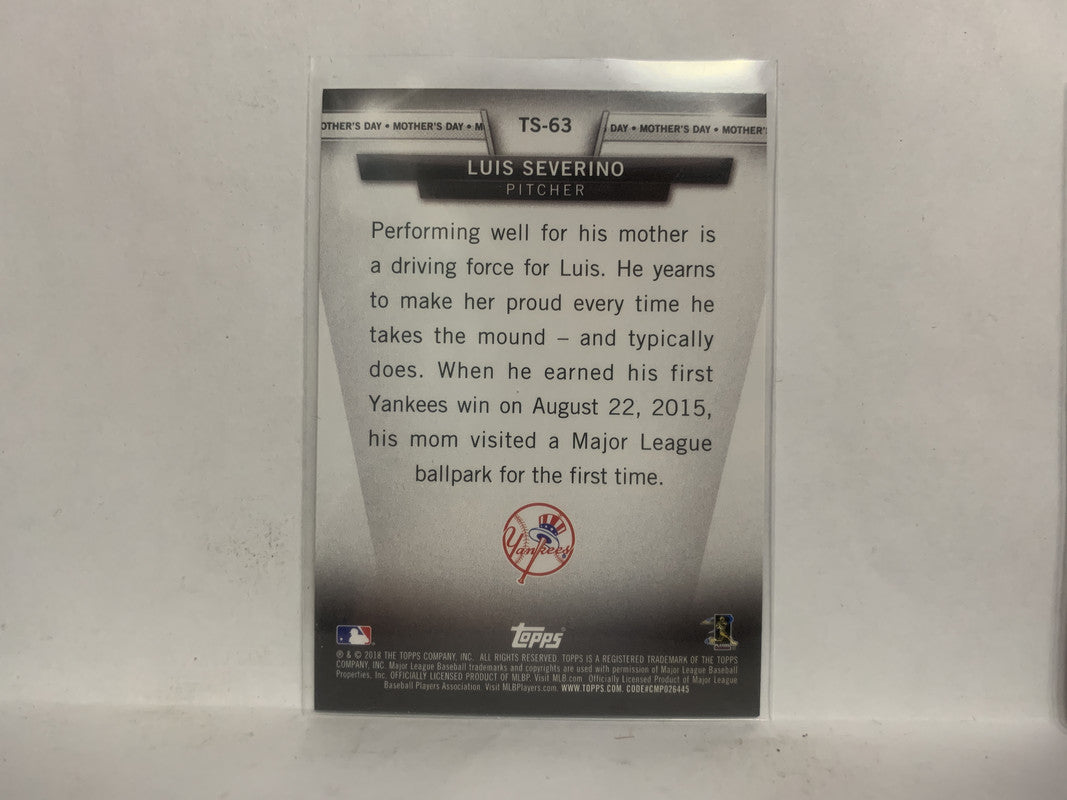 OTHER'S DAY • MOTHER'S DAY • M
TS-63
DAY • MOTHER'S DAY • MOTHER'
LUIS SEVERINO
PITCHER
Performing well for his mother is
a driving force for Luis. He yearns
to make her proud every time he
takes the mound – and typically
does. When he earned his first
Yankees win on August 22, 2015,
his mom visited a Major League
ballpark for the first time.
Yankees
Topps
® & © 2018 THE TOPPS COMPANY, INC. ALL RIGHTS RESERVED. TOPPS IS A REGISTERED TRADEMARK OF THE TOPPS
COMPANY, INC. Major League Baseball trademarks and copyrights are used with permission of Major League Baseball
Properties, Inc. OFFICIALLY LICENSED PRODUCT OF MLBP. Visit MLB.com. Officially Licensed Product of Major League
Baseball Players Association. Visit MLBPlayers.com. WWW.TOPPS.COM. CODE#CMP026445